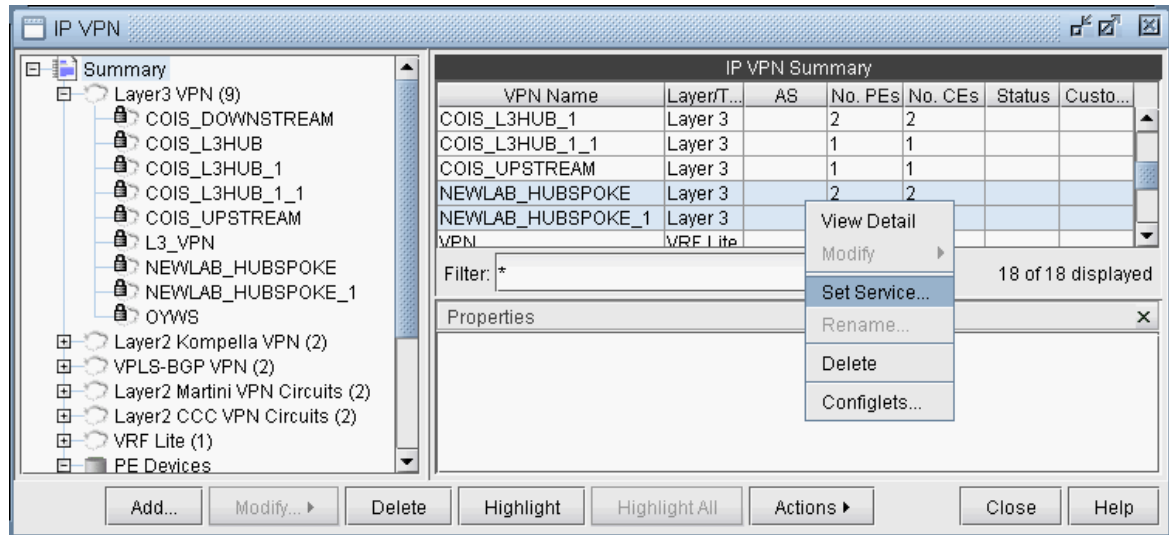 IP VPN
Summary
Layer3 VPN (9)
COIS_DOWNSTREAM
COIS_L3HUB
COIS_L3HUB_1
COIS_L3HUB_1_1
COIS_UPSTREAM
L3_VPN
NEWLAB_HUBSPOKE
NEWLAB_HUBSPOKE_1
OYWS
Layer2 Kompella VPN (2)
VPLS-BGP VPN (2)
Layer2 Martini VPN Circuits (2)
Layer2 CCC VPN Circuits (2)
VRF Lite (1)
PE Devices
IP VPN Summary
VPN Name Layer/T... AS No. PEs No. CEs Status Custo...
COIS_L3HUB_1 Layer 3 2 2
COIS_L3HUB_1_1 Layer 3 1 1
COIS_UPSTREAM Layer 3 1 1
NEWLAB_HUBSPOKE Layer 3 2 2
NEWLAB_HUBSPOKE_1 Layer 3
VPN VRF Lite
Filter: * 18 of 18 displayed
View Detail
Modify
Set Service...
Rename...
Delete
Configlets...
Properties
Add... Modify... Delete Highlight Highlight All Actions Close Help